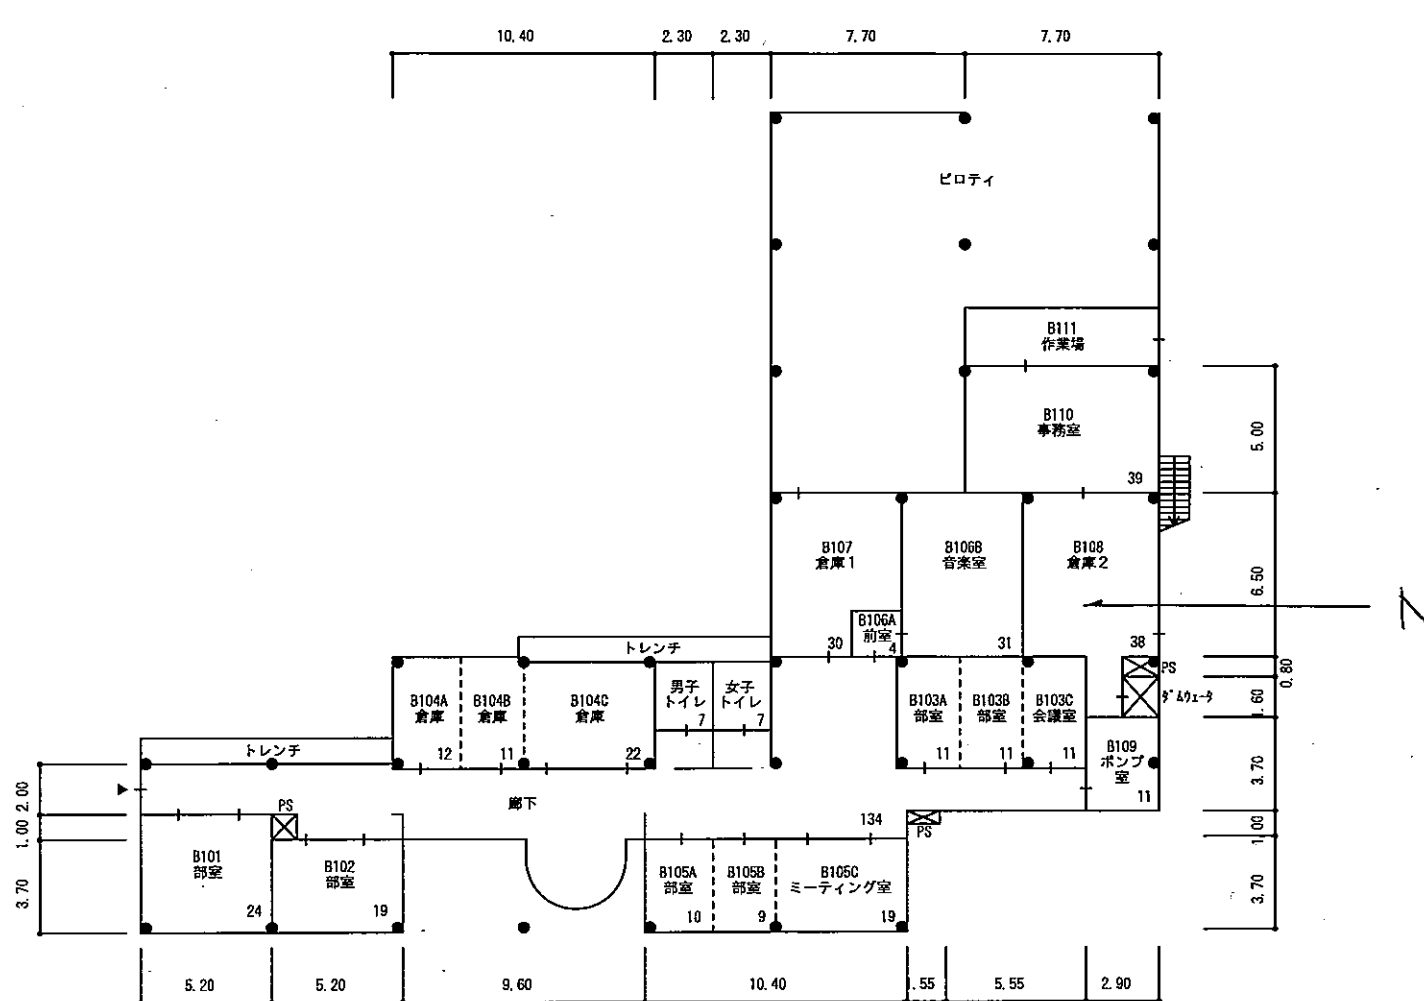 10.40
2.30
2.30
7.70
7.70
ピロティ
B111
作業場
B110
事務室
39
5.00
B107
倉庫1
B106B
音楽室
B108
倉庫2
6.50
N
B106A
前室
30
4
31
38
トレンチ
PS
0.80
B104A
倉庫
B104B
倉庫
B104C
倉庫
男子
トイレ
女子
トイレ
7
7
B103A
部室
B103B
部室
B103C
会議室
ダムウェータ
1.60
12
11
22
11
11
11
トレンチ
B109
ポンプ
室
11
3.70
2.00
廊下
PS
134
PS
1.00
1.00
B101
部室
B102
部室
B105A
部室
B105B
部室
B105C
ミーティング室
3.70
3.70
24
19
10
9
19
5.20
5.20
9.60
10.40
.55
5.55
2.90